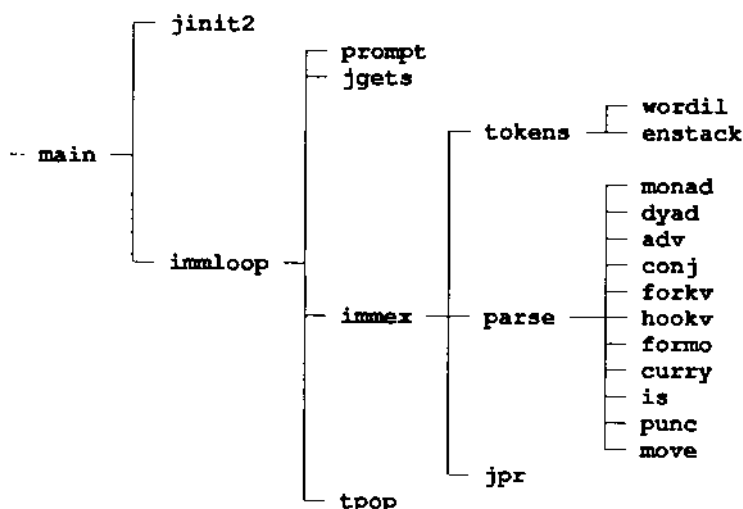 jinit2
prompt
jgets
wordil
tokens
enstack
main
monad
dyad
adv
immloop
conj
forkv
immex
parse
hookv
formo
curry
is
punc
move
jpr
tpop